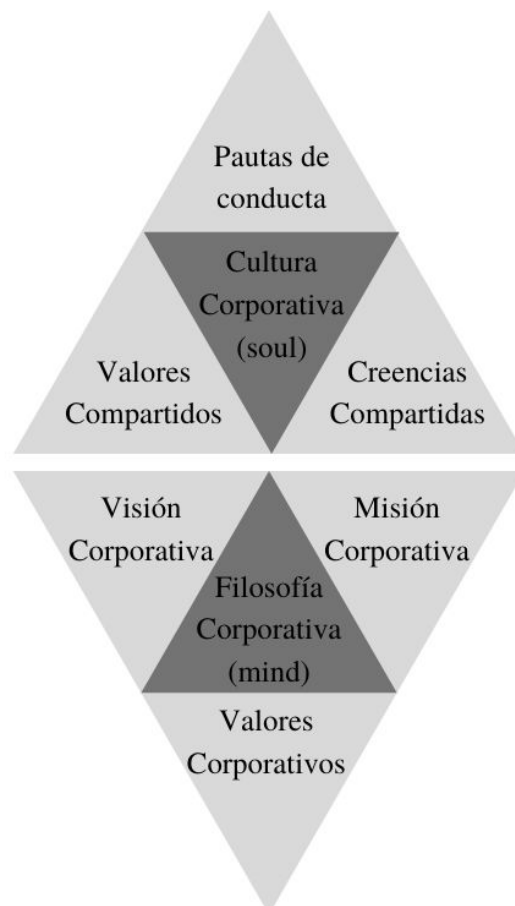 Pautas de
conducta
Cultura
Corporativa
(soul)
Valores
Compartidos
Creencias
Compartidas
Visión
Corporativa
Misión
Corporativa
Filosofía
Corporativa
(mind)
Valores
Corporativos